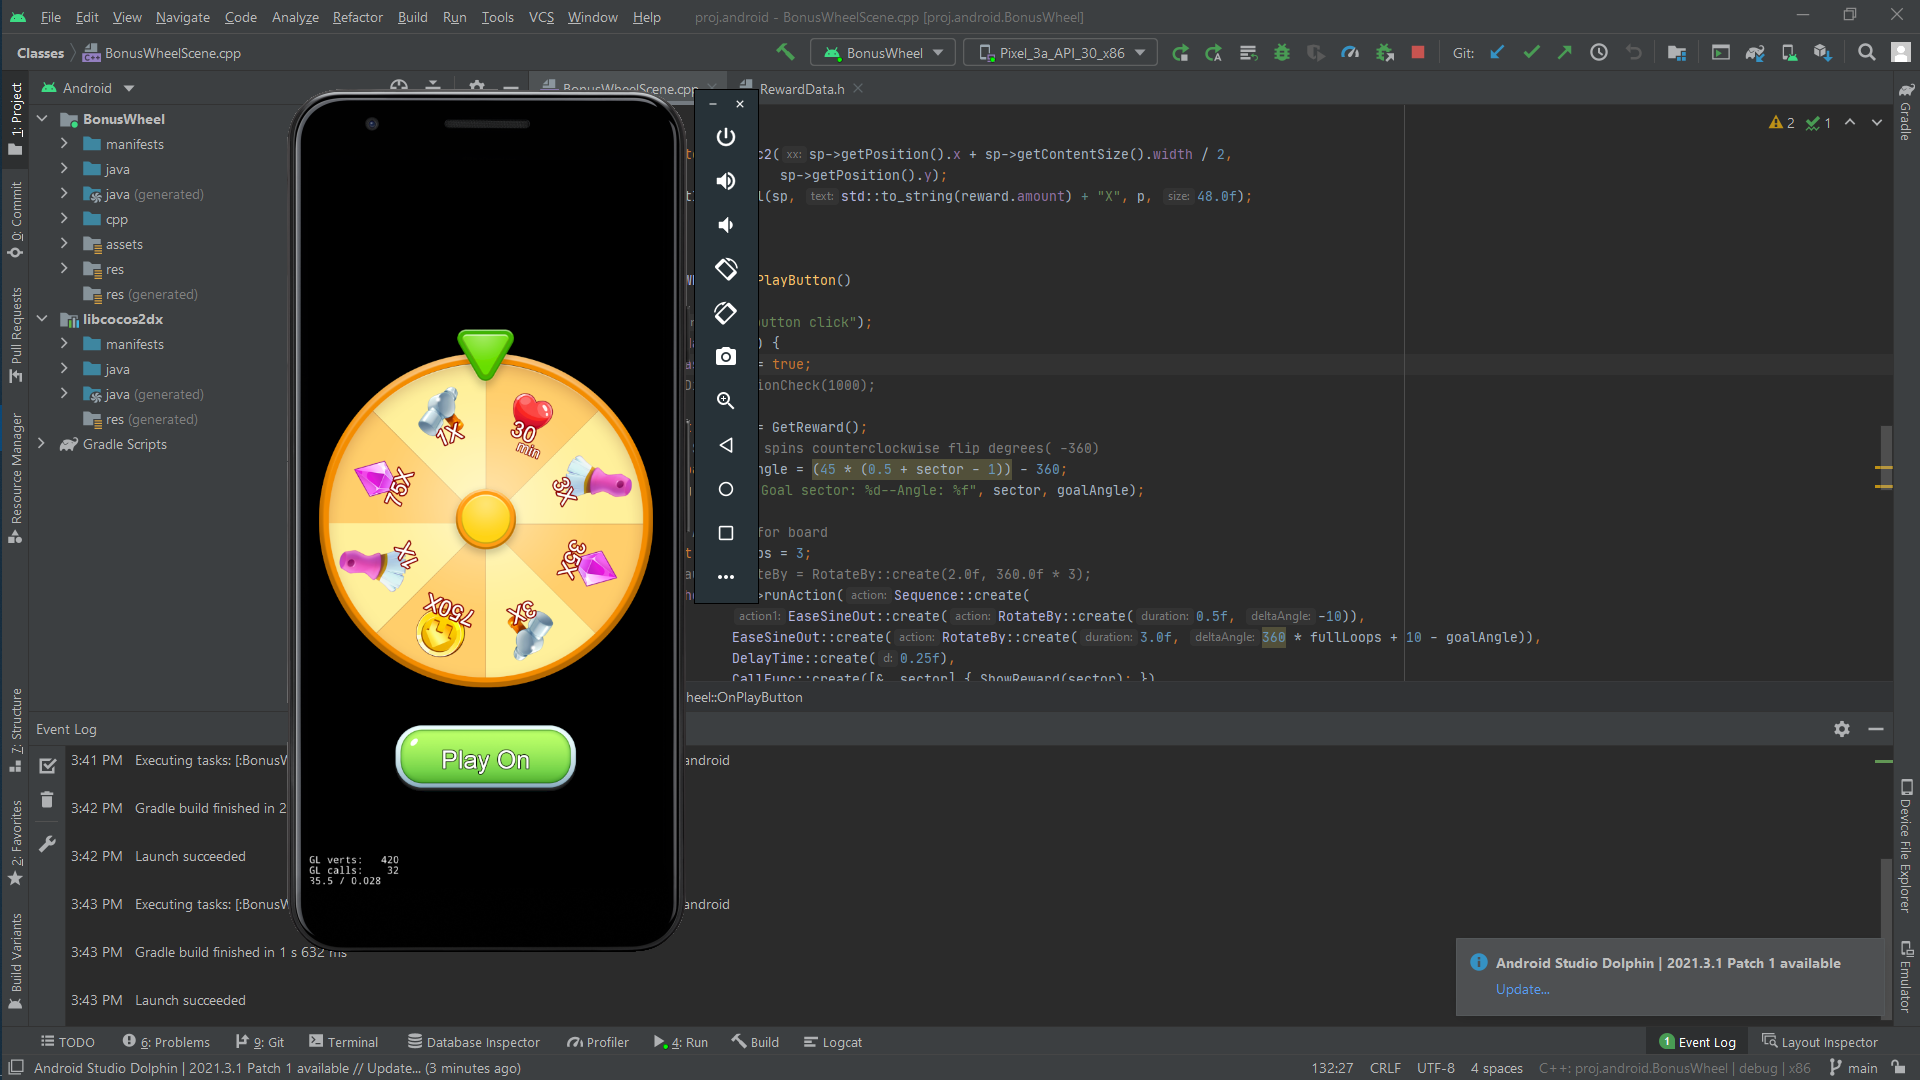 File Edit View Navigate Code Analyze Refactor Build Run Tools VCS Window Help proj.android - BonusWheelScene.cpp [proj.android.BonusWheel]
Classes BonusWheelScene.cpp BonusWheel Pixel_3a_API_30_x86 Git:
Android BonusWheelScene.cpp RewardData.h
1: Project
0: Commit
Pull Requests
Resource Manager
7: Structure
2: Favorites
Build Variants
BonusWheel
manifests
java
java (generated)
cpp
assets
res
res (generated)
libcocos2dx
manifests
java
java (generated)
res (generated)
Gradle Scripts
1X
30
min
3X
35X
3X
750X
1X
75X
Play On
GL verts: 420
GL calls: 32
35.5 / 0.028
2 1
c2( xx: sp->getPosition().x + sp->getContentSize().width / 2,
sp->getPosition().y);
l(sp, text: std::to_string(reward.amount) + "X", p, size: 48.0f);
PlayButton()
utton click");
) {
= true;
ionCheck(1000);
= GetReward();
spins counterclockwise flip degrees( -360)
ngle = (45 * (0.5 + sector - 1)) - 360;
Goal sector: %d--Angle: %f", sector, goalAngle);
for board
ps = 3;
teBy = RotateBy::create(2.0f, 360.0f * 3);
>runAction( action: Sequence::create(
action1: EaseSineOut::create( action: RotateBy::create( duration: 0.5f, deltaAngle: -10)),
EaseSineOut::create( action: RotateBy::create( duration: 3.0f, deltaAngle: 360 * fullLoops + 10 - goalAngle)),
DelayTime::create( d: 0.25f),
CallFunc::create([&, sector] { ShowReward(sector); })
heel::OnPlayButton
Gradle
Device File Explorer
Emulator
Event Log
3:41 PM Executing tasks: [:BonusW android
3:42 PM Gradle build finished in 2
3:42 PM Launch succeeded
3:43 PM Executing tasks: [:BonusW android
3:43 PM Gradle build finished in 1 s 632 ms
3:43 PM Launch succeeded
Android Studio Dolphin | 2021.3.1 Patch 1 available
Update...
TODO 6: Problems 9: Git Terminal Database Inspector Profiler 4: Run Build Logcat 1 Event Log Layout Inspector
Android Studio Dolphin | 2021.3.1 Patch 1 available // Update... (3 minutes ago) 132:27 CRLF UTF-8 4 spaces C++: proj.android.BonusWheel | debug | x86 main